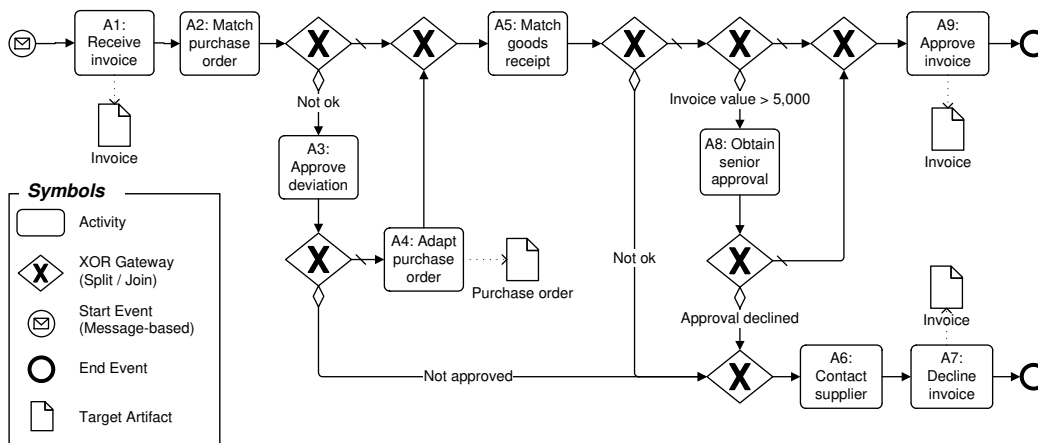 A1:
Receive
invoice
A2: Match
purchase
order
X
X
A5: Match
goods
receipt
X
X
X
A9:
Approve
invoice
Not ok
Invoice value > 5,000
Invoice
Invoice
A3:
Approve
deviation
A8: Obtain
senior
approval
X
A4: Adapt
purchase
order
Purchase order
Not ok
X
Approval declined
Invoice
Not approved
X
A6:
Contact
supplier
A7:
Decline
invoice
Symbols
Activity
X
XOR Gateway
(Split / Join)
Start Event
(Message-based)
End Event
Target Artifact